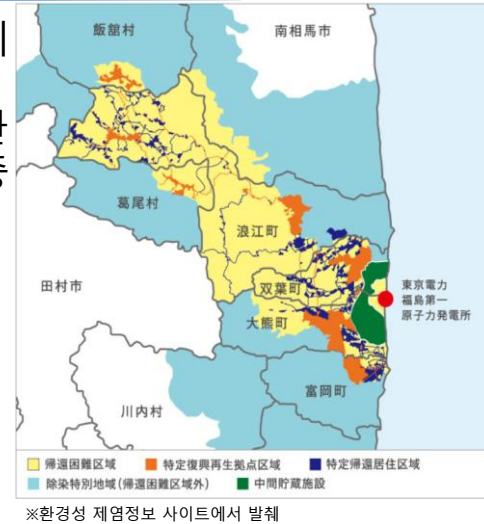 飯舘村
南相馬市
葛尾村
浪江町
田村市
双葉町
大熊町
東京電力
福島第一
原子力発電所
富岡町
川内村
帰還困難区域
特定復興再生拠点区域
特定帰還居住区域
除染特別地域(帰還困難区域外)
中間貯蔵施設
※환경성 제염정보 사이트에서 발췌